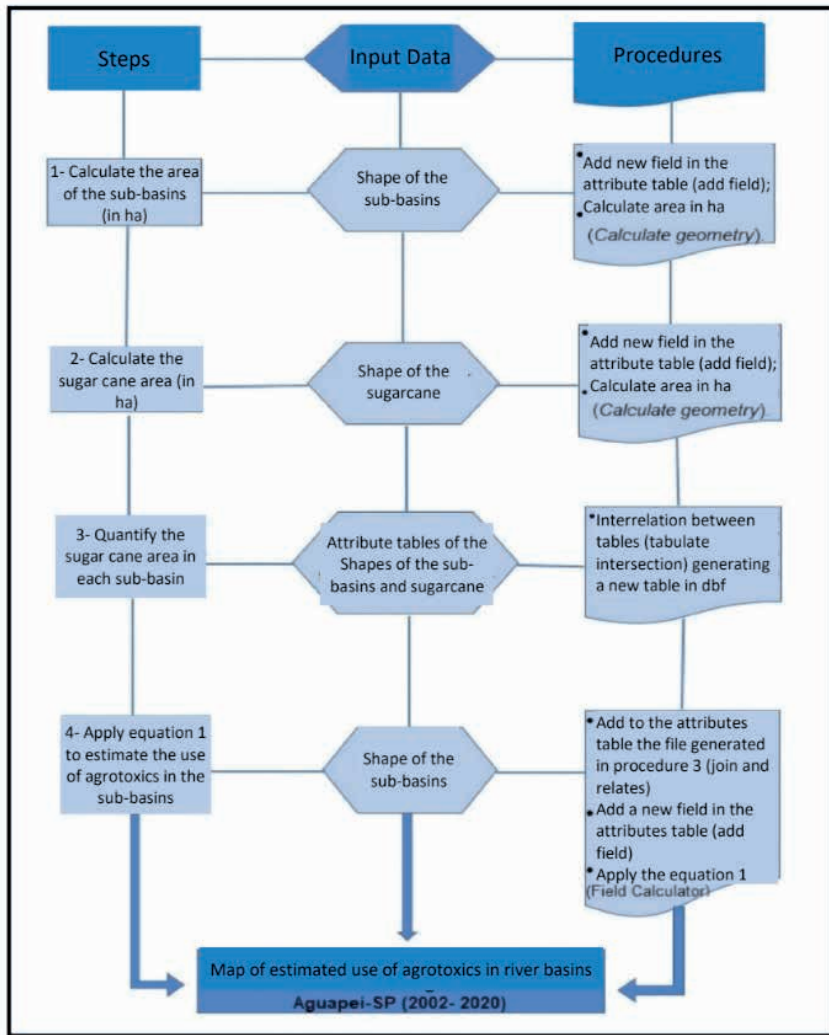 Steps
Input Data
Procedures
1- Calculate the area
of the sub-basins
(in ha)
Shape of the
sub-basins
• Add new field in the
attribute table (add field);
• Calculate area in ha
(Calculate geometry).
2- Calculate the
sugar cane area (in
ha)
Shape of the
sugarcane
• Add new field in the
attribute table (add field);
• Calculate area in ha
(Calculate geometry).
3- Quantify the
sugar cane area in
each sub-basin
Attribute tables of the
Shapes of the sub-
basins and sugarcane
• Interrelation between
tables (tabulate
intersection) generating
a new table in dbf
4- Apply equation 1
to estimate the use
of agrotoxics in the
sub-basins
Shape of the
sub-basins
• Add to the attributes
table the file generated
in procedure 3 (join and
relates)
• Add a new field in the
attributes table (add
field)
• Apply the equation 1
(Field Calculator)
Map of estimated use of agrotoxics in river basins
Aguapei-SP (2002- 2020)